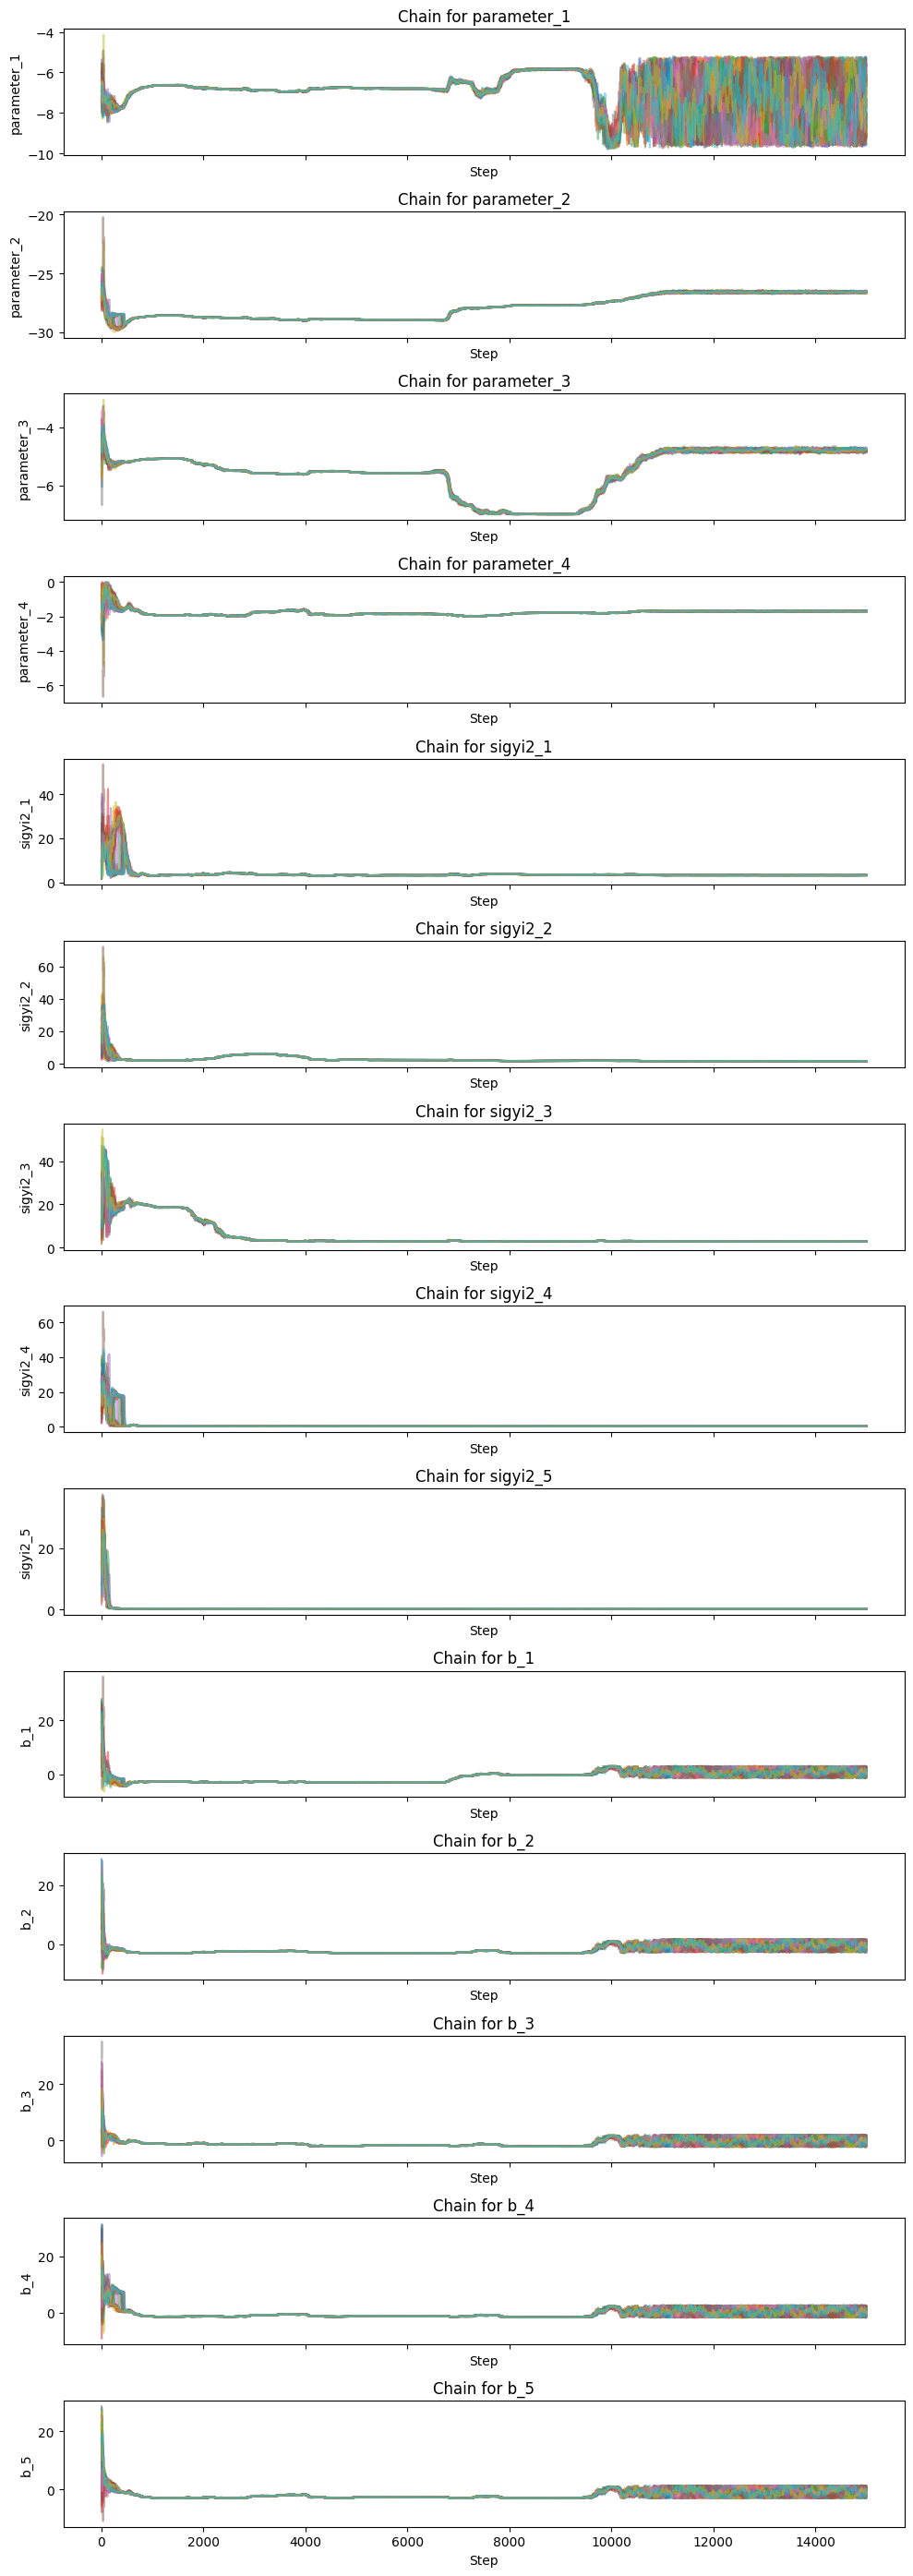 Chain for parameter_1
−4
−6
−8
−10
parameter_1
Step
Chain for parameter_2
−20
−25
−30
parameter_2
Step
Chain for parameter_3
−4
−6
parameter_3
Step
Chain for parameter_4
0
−2
−4
−6
parameter_4
Step
Chain for sigyi2_1
40
20
0
sigyi2_1
Step
Chain for sigyi2_2
60
40
20
0
sigyi2_2
Step
Chain for sigyi2_3
40
20
0
sigyi2_3
Step
Chain for sigyi2_4
60
40
20
0
sigyi2_4
Step
Chain for sigyi2_5
20
0
sigyi2_5
Step
Chain for b_1
20
0
b_1
Step
Chain for b_2
20
0
b_2
Step
Chain for b_3
20
0
b_3
Step
Chain for b_4
20
0
b_4
Step
Chain for b_5
20
0
b_5
0 2000 4000 6000 8000 10000 12000 14000
Step